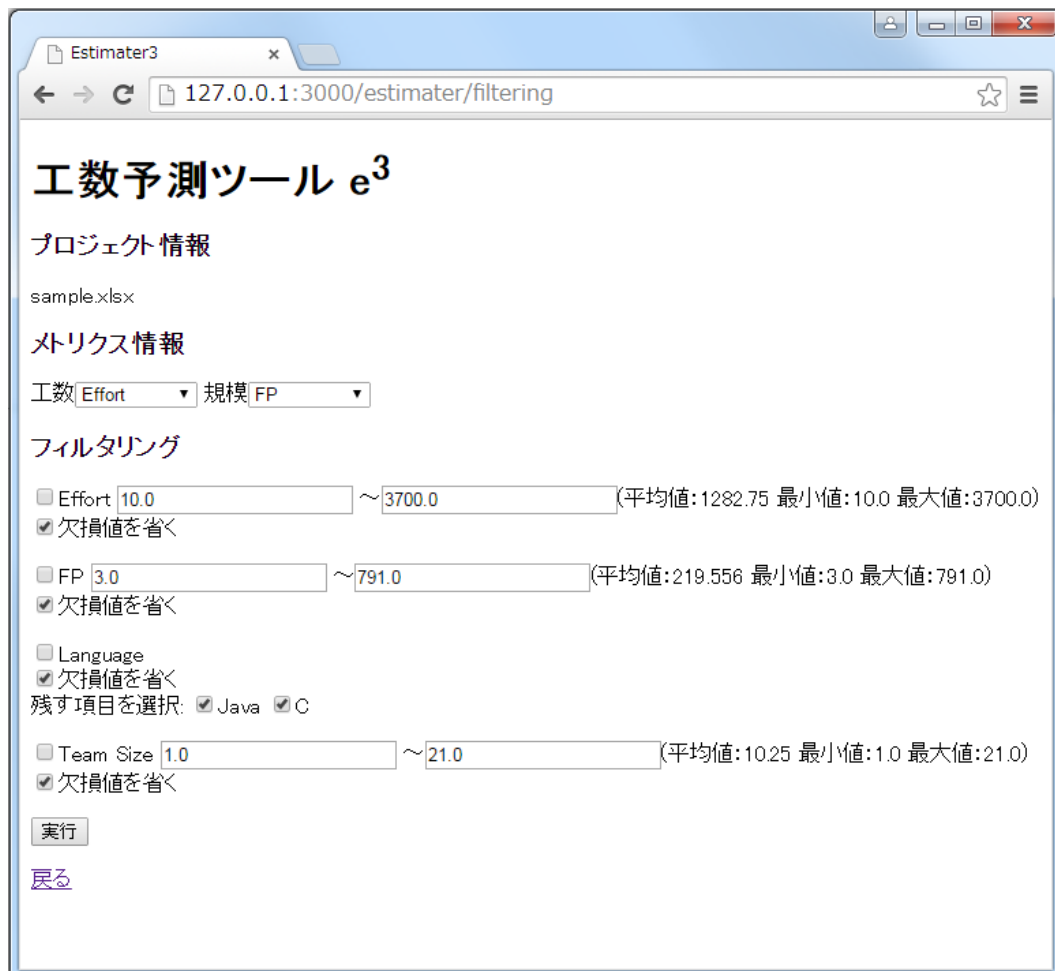 Estimater3
127.0.0.1:3000/estimater/filtering
工数予測ツール e³
プロジェクト情報
sample.xlsx
メトリクス情報
工数 Effort 規模 FP
フィルタリング
Effort 10.0 ～ 3700.0 (平均値:1282.75 最小値:10.0 最大値:3700.0)
欠損値を省く
FP 3.0 ～ 791.0 (平均値:219.556 最小値:3.0 最大値:791.0)
欠損値を省く
Language
欠損値を省く
残す項目を選択: Java C
Team Size 1.0 ～ 21.0 (平均値:10.25 最小値:1.0 最大値:21.0)
欠損値を省く
実行
戻る